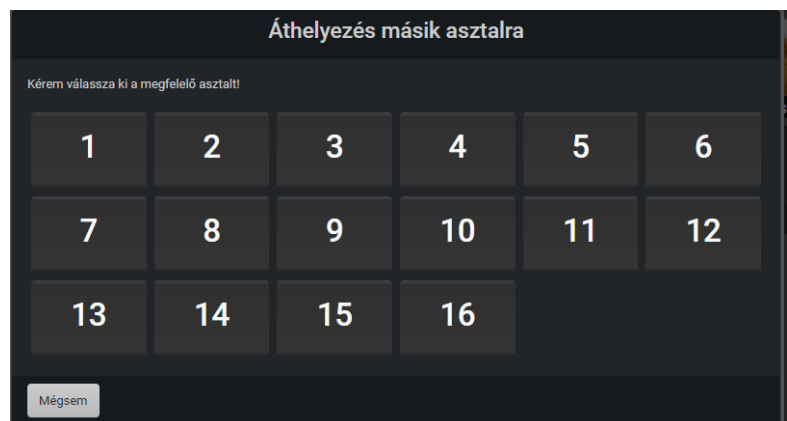 Áthelyezés másik asztalra
Kérem válassza ki a megfelelő asztalt!
1 2 3 4 5 6
7 8 9 10 11 12
13 14 15 16
Mégsem